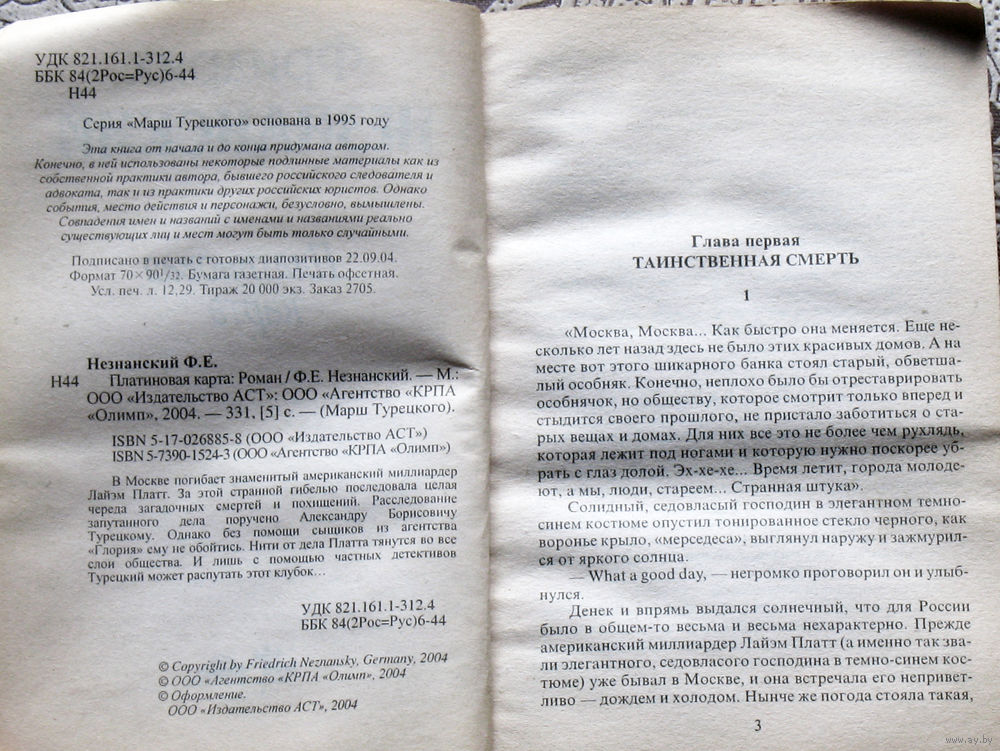 УДК 821.161.1-312.4
ББК 84(2Рос=Рус)6-44
Н44
Серия «Марш Турецкого» основана в 1995 году
Эта книга от начала и до конца придумана автором.
Конечно, в ней использованы некоторые подлинные материалы как из
собственной практики автора, бывшего российского следователя и
адвоката, так и из практики других российских юристов. Однако
события, место действия и персонажи, безусловно, вымышлены.
Совпадения имен и названий с именами и названиями реально
существующих лиц и мест могут быть только случайными.
Подписано в печать с готовых диапозитивов 22.09.04.
Формат 70×90 1/32. Бумага газетная. Печать офсетная.
Усл. печ. л. 12,29. Тираж 20 000 экз. Заказ 2705.
Незнанский Ф.Е.
Н44 Платиновая карта: Роман / Ф.Е. Незнанский. — М.:
ООО «Издательство АСТ»: ООО «Агентство «КРПА
«Олимп», 2004. — 331, [5] с. — (Марш Турецкого).
ISBN 5-17-026885-8 (ООО «Издательство АСТ»)
ISBN 5-7390-1524-3 (ООО «Агентство «КРПА «Олимп»)
В Москве погибает знаменитый американский миллиардер
Лайэм Платт. За этой странной гибелью последовала целая
череда загадочных смертей и похищений. Расследование
запутанного дела поручено Александру Борисовичу
Турецкому. Однако без помощи сыщиков из агентства
«Глория» ему не обойтись. Нити от дела Платта тянутся во все
слои общества. И лишь с помощью частных детективов
Турецкий может распутать этот клубок...
УДК 821.161.1-312.4
ББК 84(2Рос=Рус)6-44
© Copyright by Friedrich Neznansky, Germany, 2004
© ООО «Агентство «КРПА «Олимп», 2004
© Оформление.
ООО «Издательство АСТ», 2004
Глава первая
ТАИНСТВЕННАЯ СМЕРТЬ
1
«Москва, Москва... Как быстро она меняется. Еще не-
сколько лет назад здесь не было этих красивых домов. А на
месте вот этого шикарного банка стоял старый, обветша-
лый особняк. Конечно, неплохо было бы отреставрировать
особнячок, но обществу, которое смотрит только вперед и
стыдится своего прошлого, не пристало заботиться о ста-
рых вещах и домах. Для них все это не более чем рухлядь,
которая лежит под ногами и которую нужно поскорее уб-
рать с глаз долой. Эх-хе-хе... Время летит, города молоде-
ют, а мы, люди, стареем... Странная штука».
Солидный, седовласый господин в элегантном темно-
синем костюме опустил тонированное стекло черного, как
воронье крыло, «мерседеса», выглянул наружу и зажмурил-
ся от яркого солнца.
— What a good day, — негромко проговорил он и улыб-
нулся.
Денек и впрямь выдался солнечный, что для России
было в общем-то весьма и весьма нехарактерно. Прежде
американский миллиардер Лайэм Платт (а именно так зва-
ли элегантного, седовласого господина в темно-синем кос-
тюме) уже бывал в Москве, и она встречала его непривет-
ливо — дождем и холодом. Нынче же погода стояла такая,
3
www.ay.by